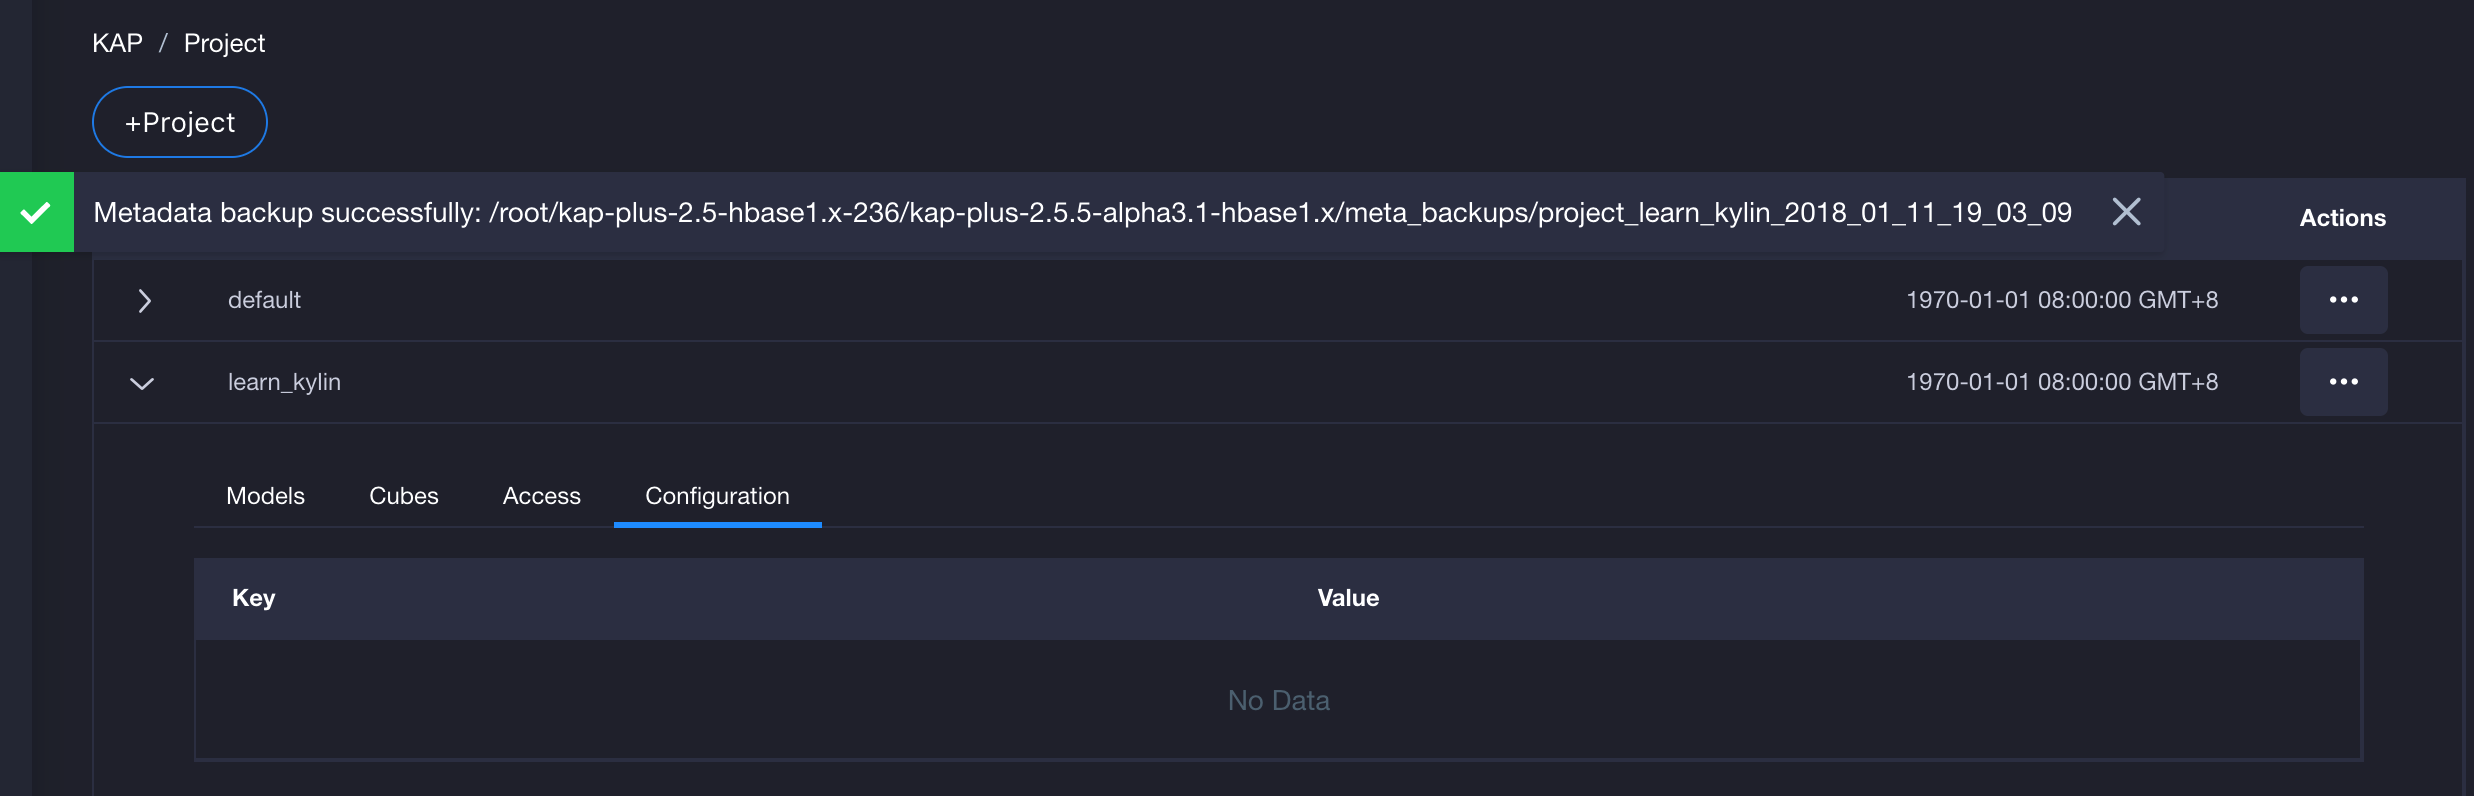 KAP / Project
+Project
Metadata backup successfully: /root/kap-plus-2.5-hbase1.x-236/kap-plus-2.5.5-alpha3.1-hbase1.x/meta_backups/project_learn_kylin_2018_01_11_19_03_09
Actions
default 1970-01-01 08:00:00 GMT+8
learn_kylin 1970-01-01 08:00:00 GMT+8
Models Cubes Access Configuration
Key Value
No Data